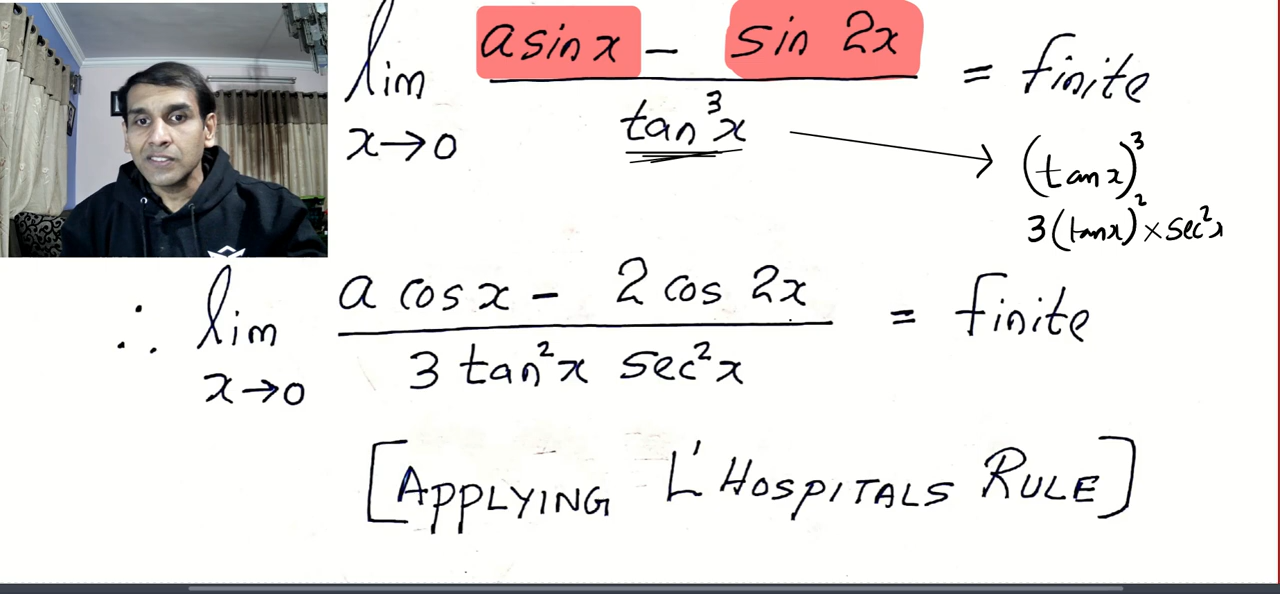 lim x→0 (a sin x − sin 2x) / tan³x = finite
(tan x)³
3(tan x)² × sec²x
∴ lim x→0 (a cos x − 2 cos 2x) / (3 tan²x sec²x) = finite
[APPLYING L'HOSPITALS RULE]